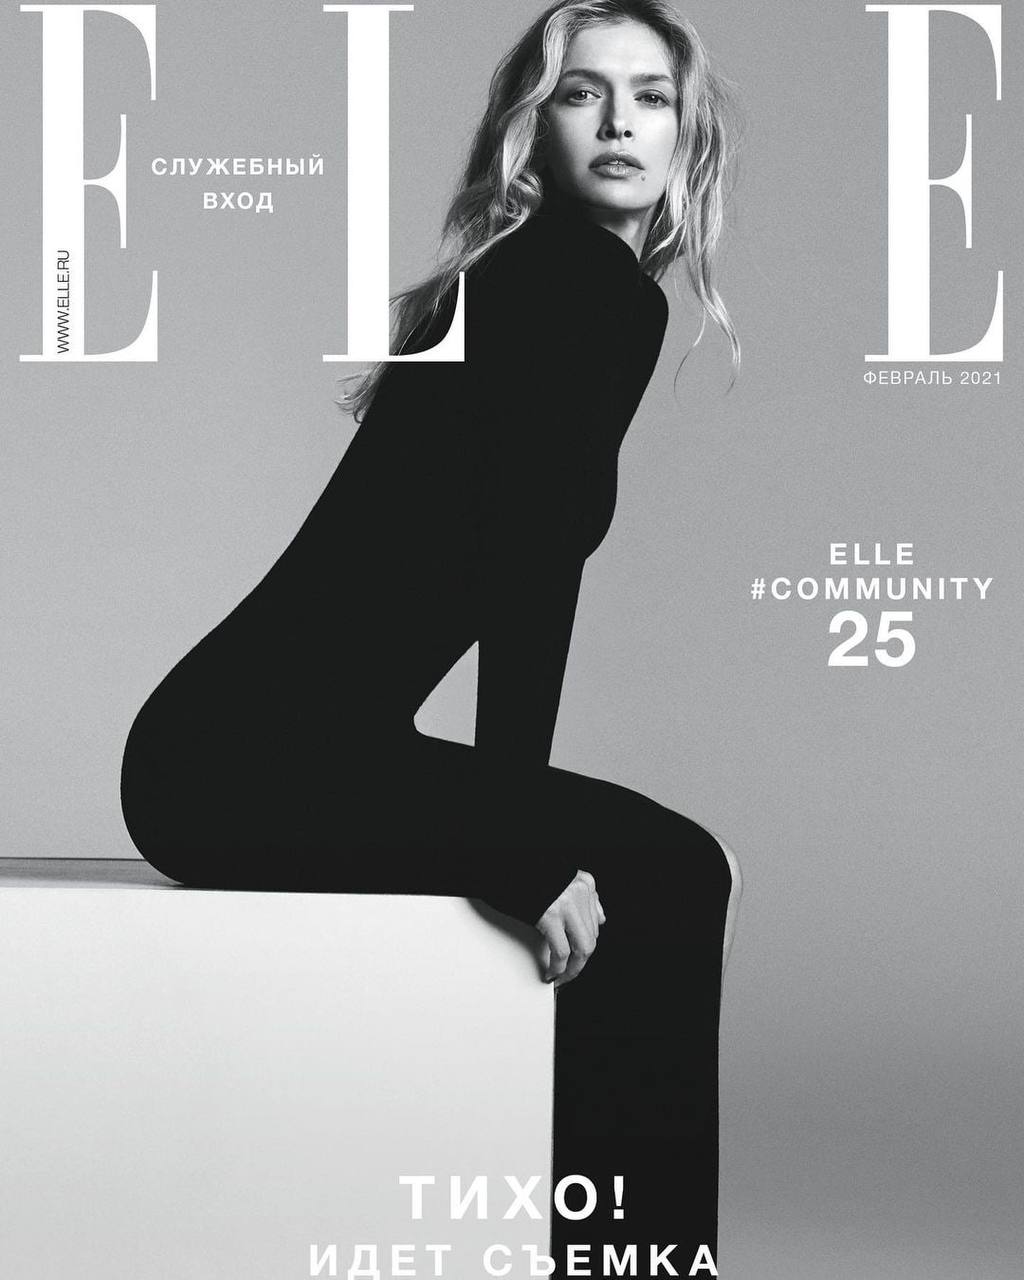 ELLE
СЛУЖЕБНЫЙ
ВХОД
WWW.ELLE.RU
ФЕВРАЛЬ 2021
ELLE
#COMMUNITY
25
ТИХО!
ИДЕТ СЪЕМКА